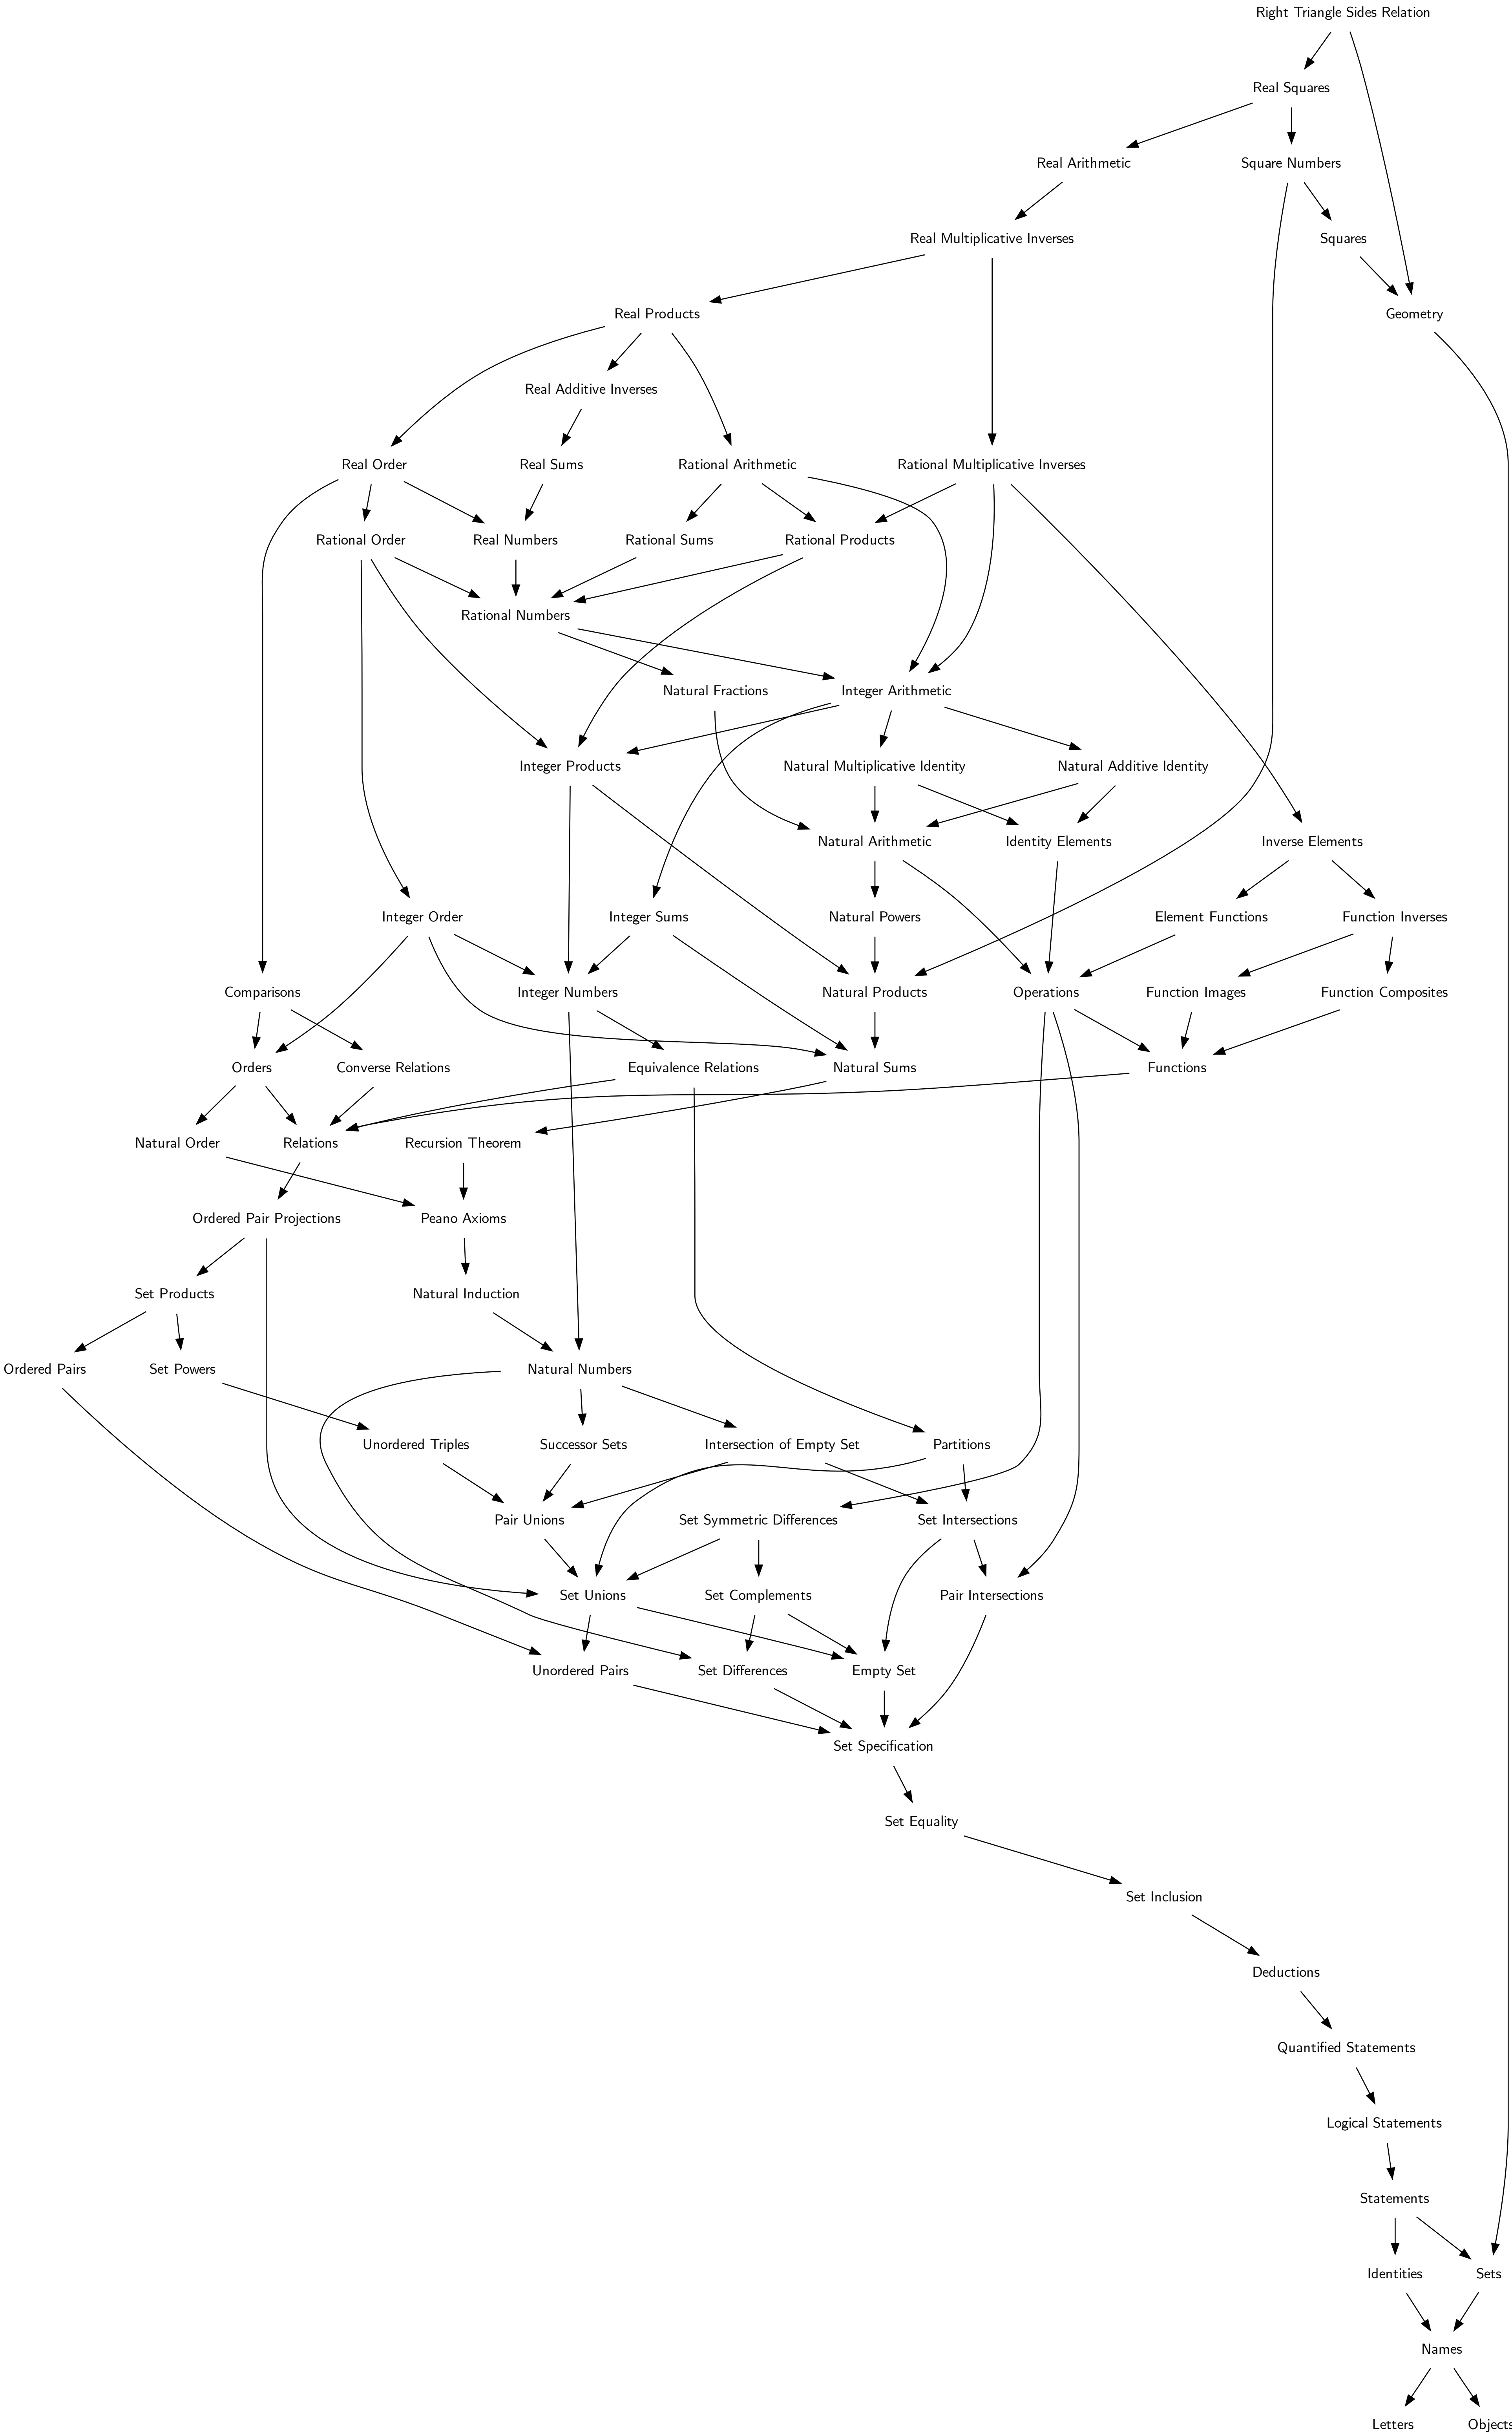 Right Triangle Sides Relation
Real Squares
Real Arithmetic
Square Numbers
Real Multiplicative Inverses
Squares
Real Products
Geometry
Real Additive Inverses
Real Order
Real Sums
Rational Arithmetic
Rational Multiplicative Inverses
Rational Order
Real Numbers
Rational Sums
Rational Products
Rational Numbers
Natural Fractions
Integer Arithmetic
Integer Products
Natural Multiplicative Identity
Natural Additive Identity
Natural Arithmetic
Identity Elements
Inverse Elements
Integer Order
Integer Sums
Natural Powers
Element Functions
Function Inverses
Comparisons
Integer Numbers
Natural Products
Operations
Function Images
Function Composites
Orders
Converse Relations
Equivalence Relations
Natural Sums
Functions
Natural Order
Relations
Recursion Theorem
Ordered Pair Projections
Peano Axioms
Set Products
Natural Induction
Ordered Pairs
Set Powers
Natural Numbers
Unordered Triples
Successor Sets
Intersection of Empty Set
Partitions
Pair Unions
Set Symmetric Differences
Set Intersections
Set Unions
Set Complements
Pair Intersections
Unordered Pairs
Set Differences
Empty Set
Set Specification
Set Equality
Set Inclusion
Deductions
Quantified Statements
Logical Statements
Statements
Identities
Sets
Names
Letters
Objects